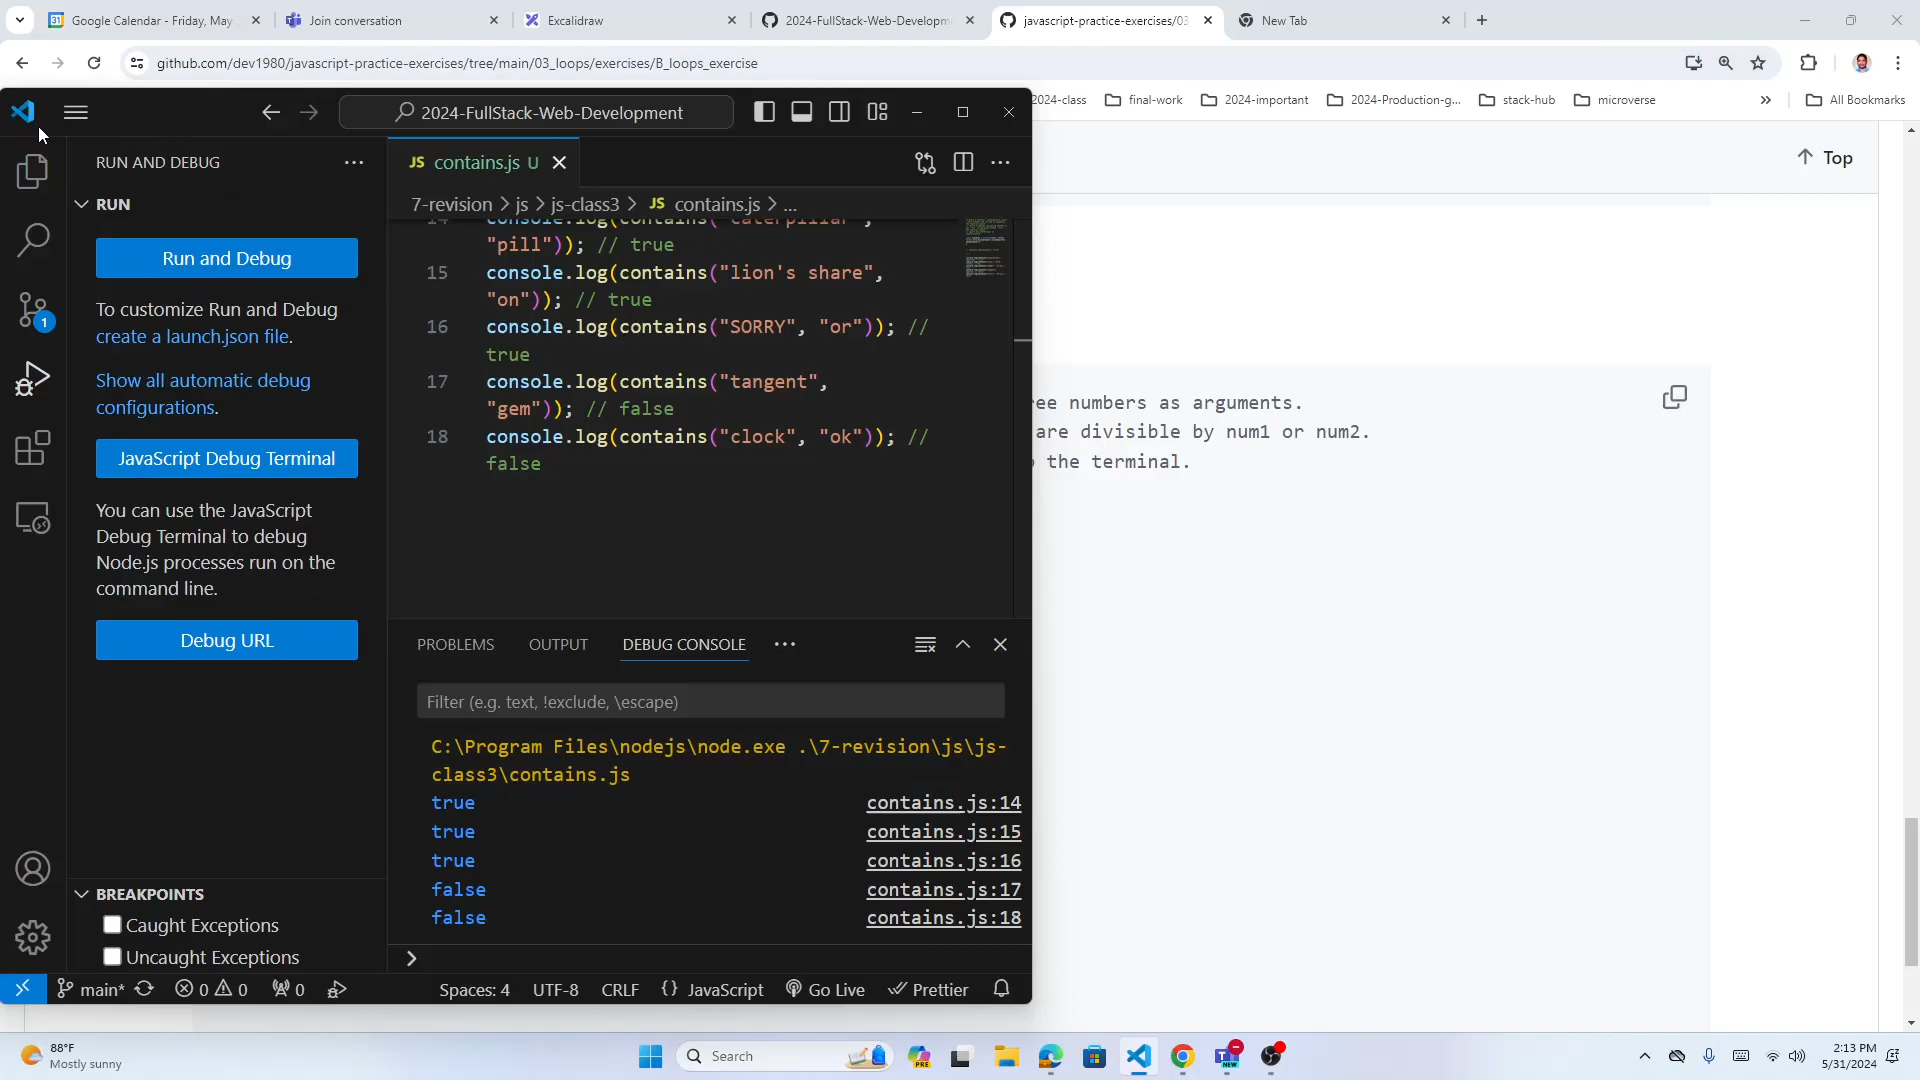 Google Calendar - Friday, May
Join conversation
Excalidraw
2024-FullStack-Web-Developm
javascript-practice-exercises/03
New Tab
github.com/dev1980/javascript-practice-exercises/tree/main/03_loops/exercises/B_loops_exercise
2024-class
final-work
2024-important
2024-Production-g...
stack-hub
microverse
All Bookmarks
2024-FullStack-Web-Development
RUN AND DEBUG
RUN
Run and Debug
To customize Run and Debug
create a launch.json file.
Show all automatic debug
configurations.
JavaScript Debug Terminal
You can use the JavaScript
Debug Terminal to debug
Node.js processes run on the
command line.
Debug URL
BREAKPOINTS
Caught Exceptions
Uncaught Exceptions
JS contains.js U
7-revision > js > js-class3 > JS contains.js > ...
14 console.log(contains("caterpillar",
"pill")); // true
15 console.log(contains("lion's share",
"on")); // true
16 console.log(contains("SORRY", "or")); //
true
17 console.log(contains("tangent",
"gem")); // false
18 console.log(contains("clock", "ok")); //
false
PROBLEMS OUTPUT DEBUG CONSOLE
Filter (e.g. text, !exclude, \escape)
C:\Program Files\nodejs\node.exe .\7-revision\js\js-
class3\contains.js
true contains.js:14
true contains.js:15
true contains.js:16
false contains.js:17
false contains.js:18
main* 0 0 0 Spaces: 4 UTF-8 CRLF {} JavaScript Go Live Prettier
1
Top
ee numbers as arguments.
are divisible by num1 or num2.
the terminal.
88°F
Mostly sunny
Search
PRE
NEW
2:13 PM
5/31/2024